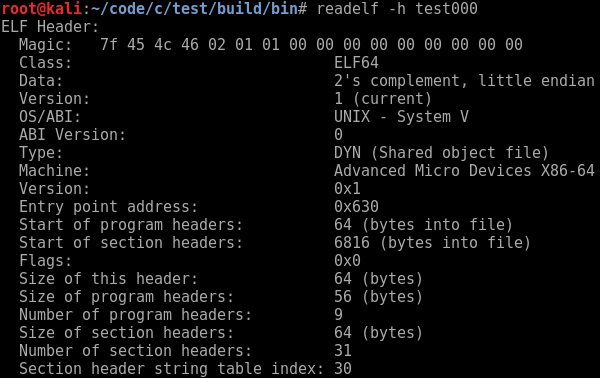 root@kali:~/code/c/test/build/bin# readelf -h test000
ELF Header:
  Magic:   7f 45 4c 46 02 01 01 00 00 00 00 00 00 00 00 00
  Class:                             ELF64
  Data:                              2's complement, little endian
  Version:                           1 (current)
  OS/ABI:                            UNIX - System V
  ABI Version:                       0
  Type:                              DYN (Shared object file)
  Machine:                           Advanced Micro Devices X86-64
  Version:                           0x1
  Entry point address:               0x630
  Start of program headers:          64 (bytes into file)
  Start of section headers:          6816 (bytes into file)
  Flags:                             0x0
  Size of this header:               64 (bytes)
  Size of program headers:           56 (bytes)
  Number of program headers:         9
  Size of section headers:           64 (bytes)
  Number of section headers:         31
  Section header string table index: 30